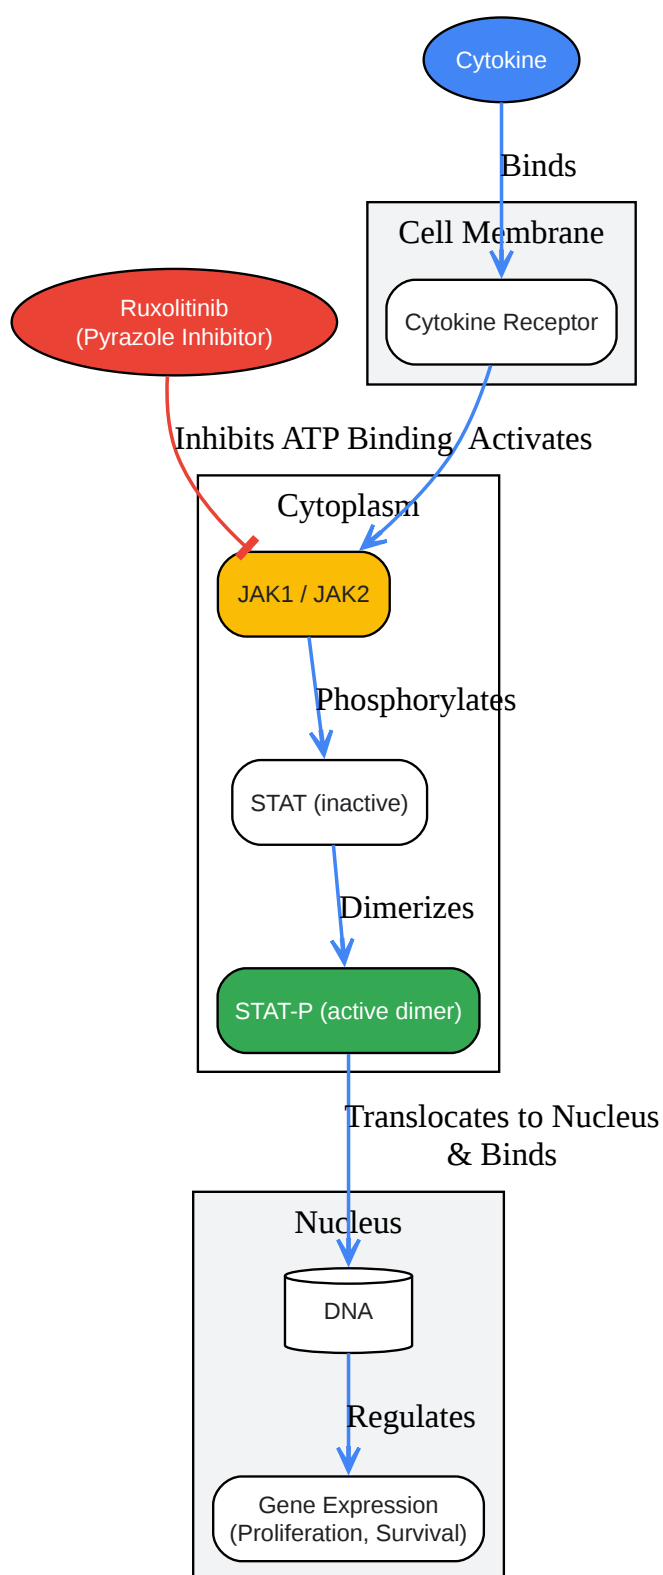 Cytokine
Binds
Cell Membrane
Ruxolitinib
(Pyrazole Inhibitor)
Cytokine Receptor
Inhibits ATP Binding
Activates
Cytoplasm
JAK1 / JAK2
Phosphorylates
STAT (inactive)
Dimerizes
STAT-P (active dimer)
Translocates to Nucleus
& Binds
Nucleus
DNA
Regulates
Gene Expression
(Proliferation, Survival)